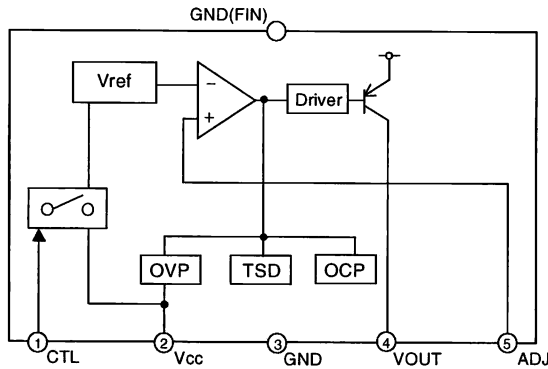 GND(FIN)
Vref
−
+
Driver
OVP
TSD
OCP
1
2
3
4
5
CTL
Vcc
GND
VOUT
ADJ